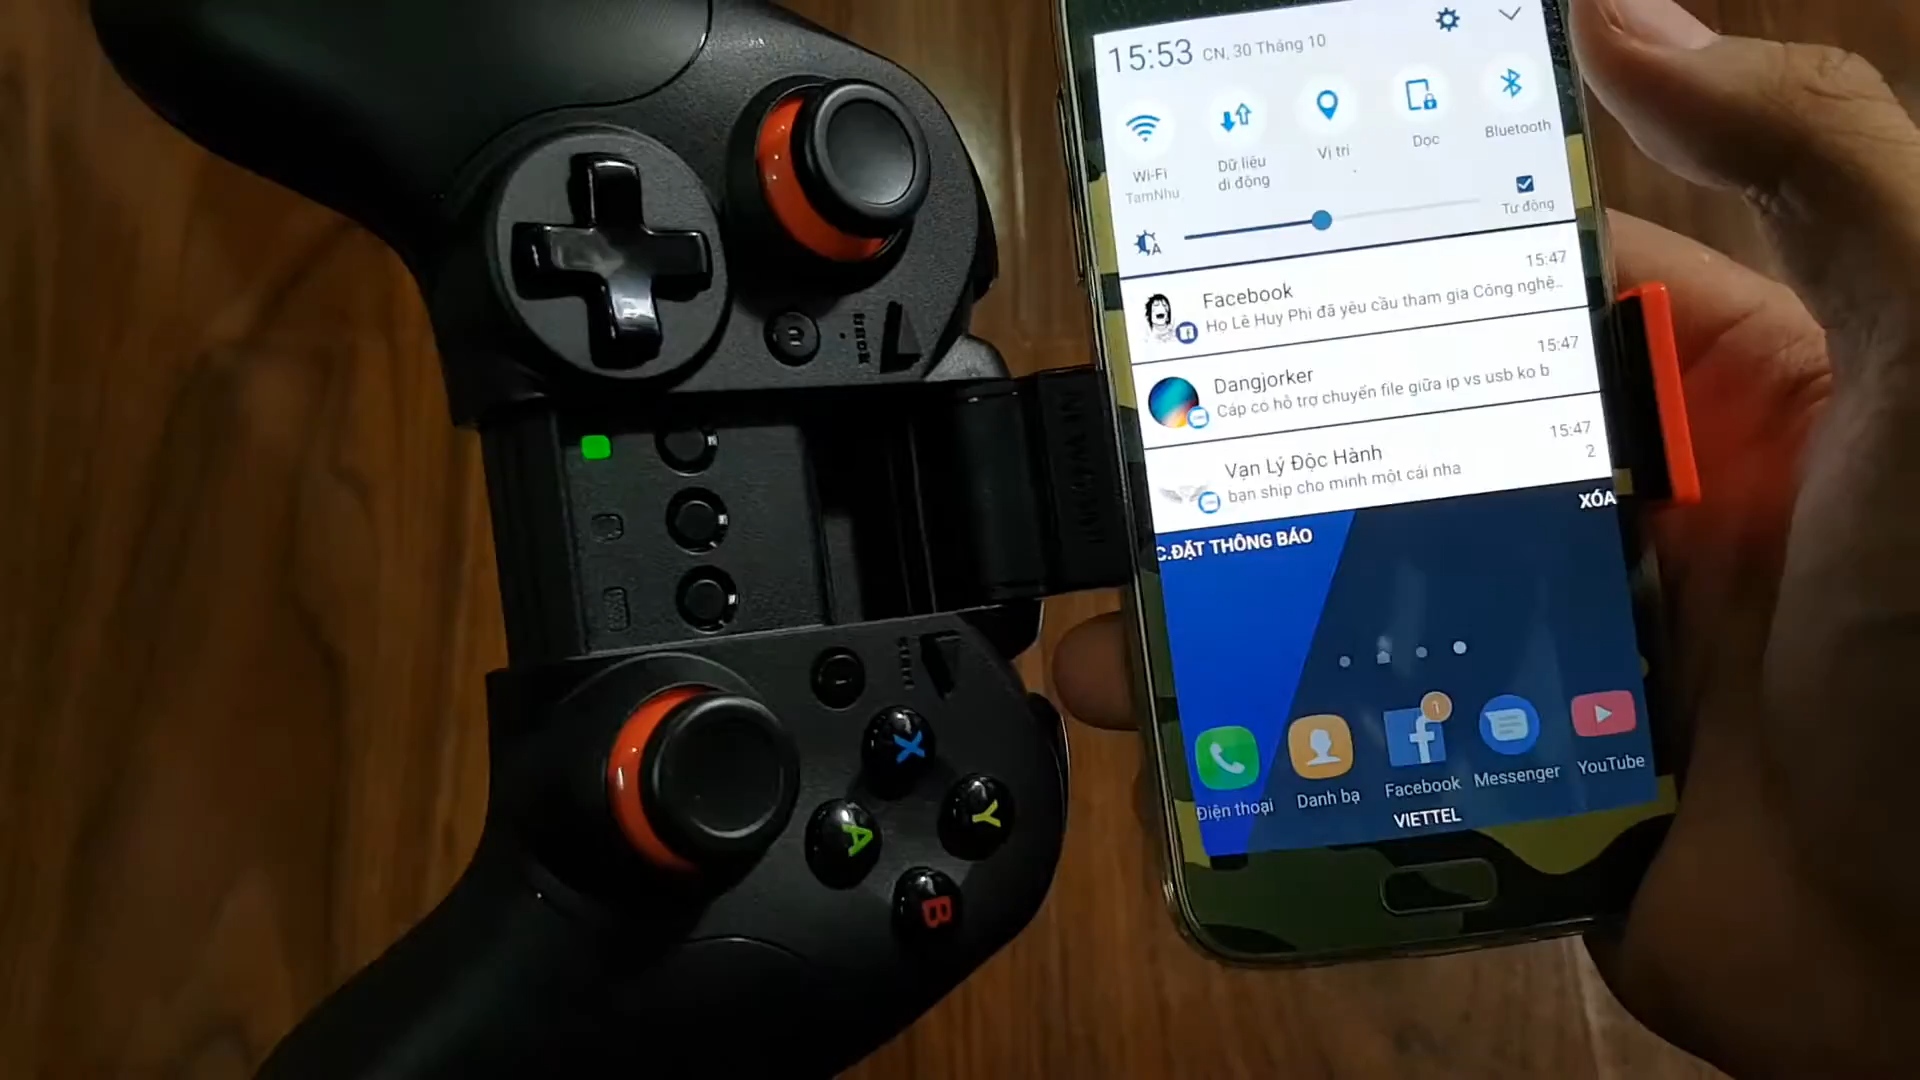 15:53 CN, 30 Tháng 10
Wi-Fi
TamNhu
Dữ liệu
di động
Vị trí
Dọc
Bluetooth
A
Tự động
15:47
Facebook
Ho Lê Huy Phi đã yêu cầu tham gia Công nghệ..
15:47
Dangjorker
Cáp có hỗ trợ chuyển file giữa ip vs usb ko b
15:47
Vạn Lý Độc Hành
2
bạn ship cho mình một cái nha
XÓA
C.ĐẶT THÔNG BÁO
1
Điện thoại
Danh bạ
Facebook
Messenger
YouTube
VIETTEL
X
Y
A
B